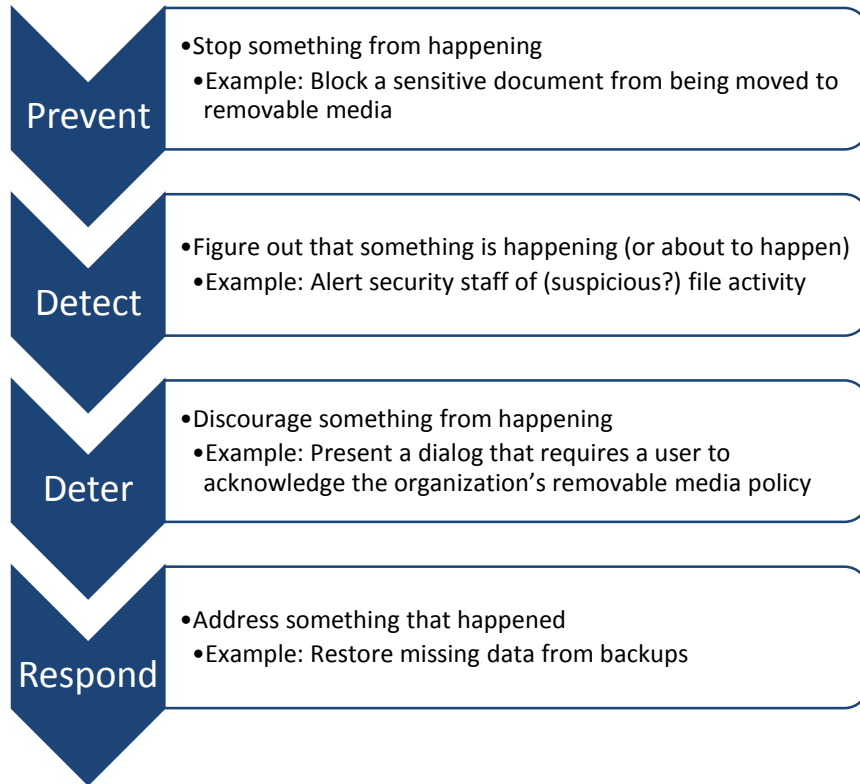 Prevent
•Stop something from happening
•Example: Block a sensitive document from being moved to
removable media
Detect
•Figure out that something is happening (or about to happen)
•Example: Alert security staff of (suspicious?) file activity
Deter
•Discourage something from happening
•Example: Present a dialog that requires a user to
acknowledge the organization’s removable media policy
Respond
•Address something that happened
•Example: Restore missing data from backups